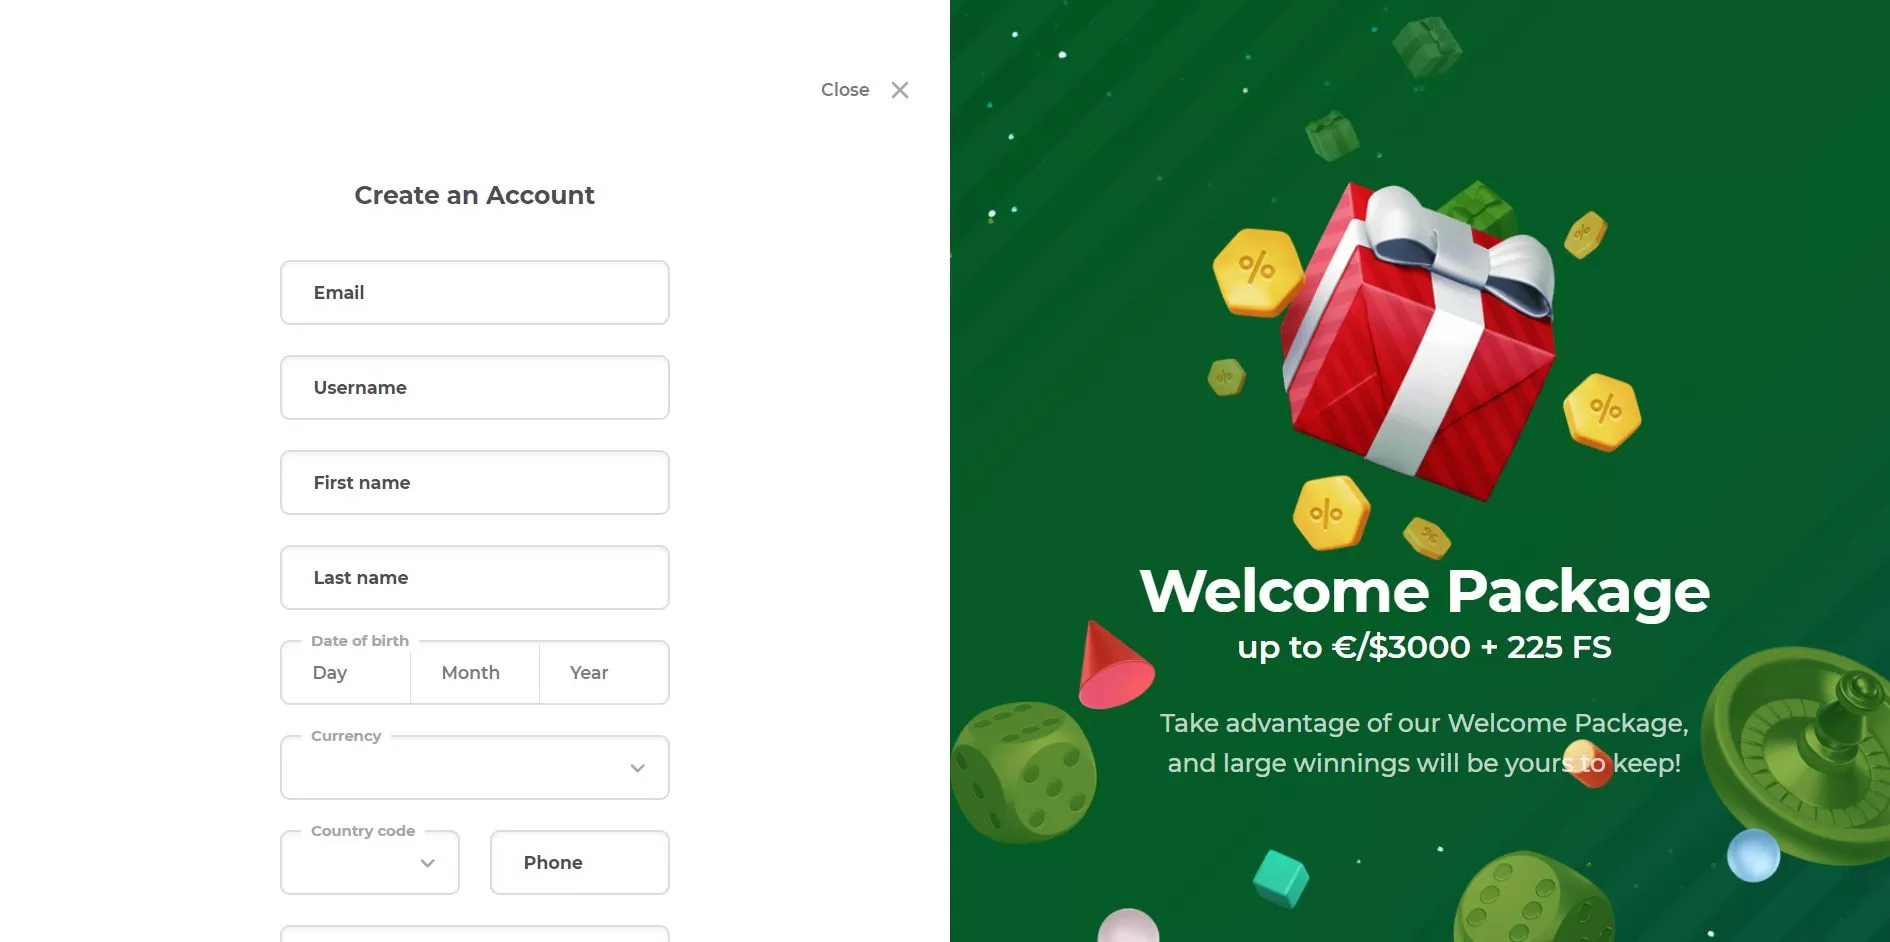 Close
Create an Account
Email
Username
First name
Last name
Date of birth
Day Month Year
Currency
Country code
Phone
%
%
%
%
%
%
Welcome Package
up to €/$3000 + 225 FS
Take advantage of our Welcome Package,
and large winnings will be yours to keep!